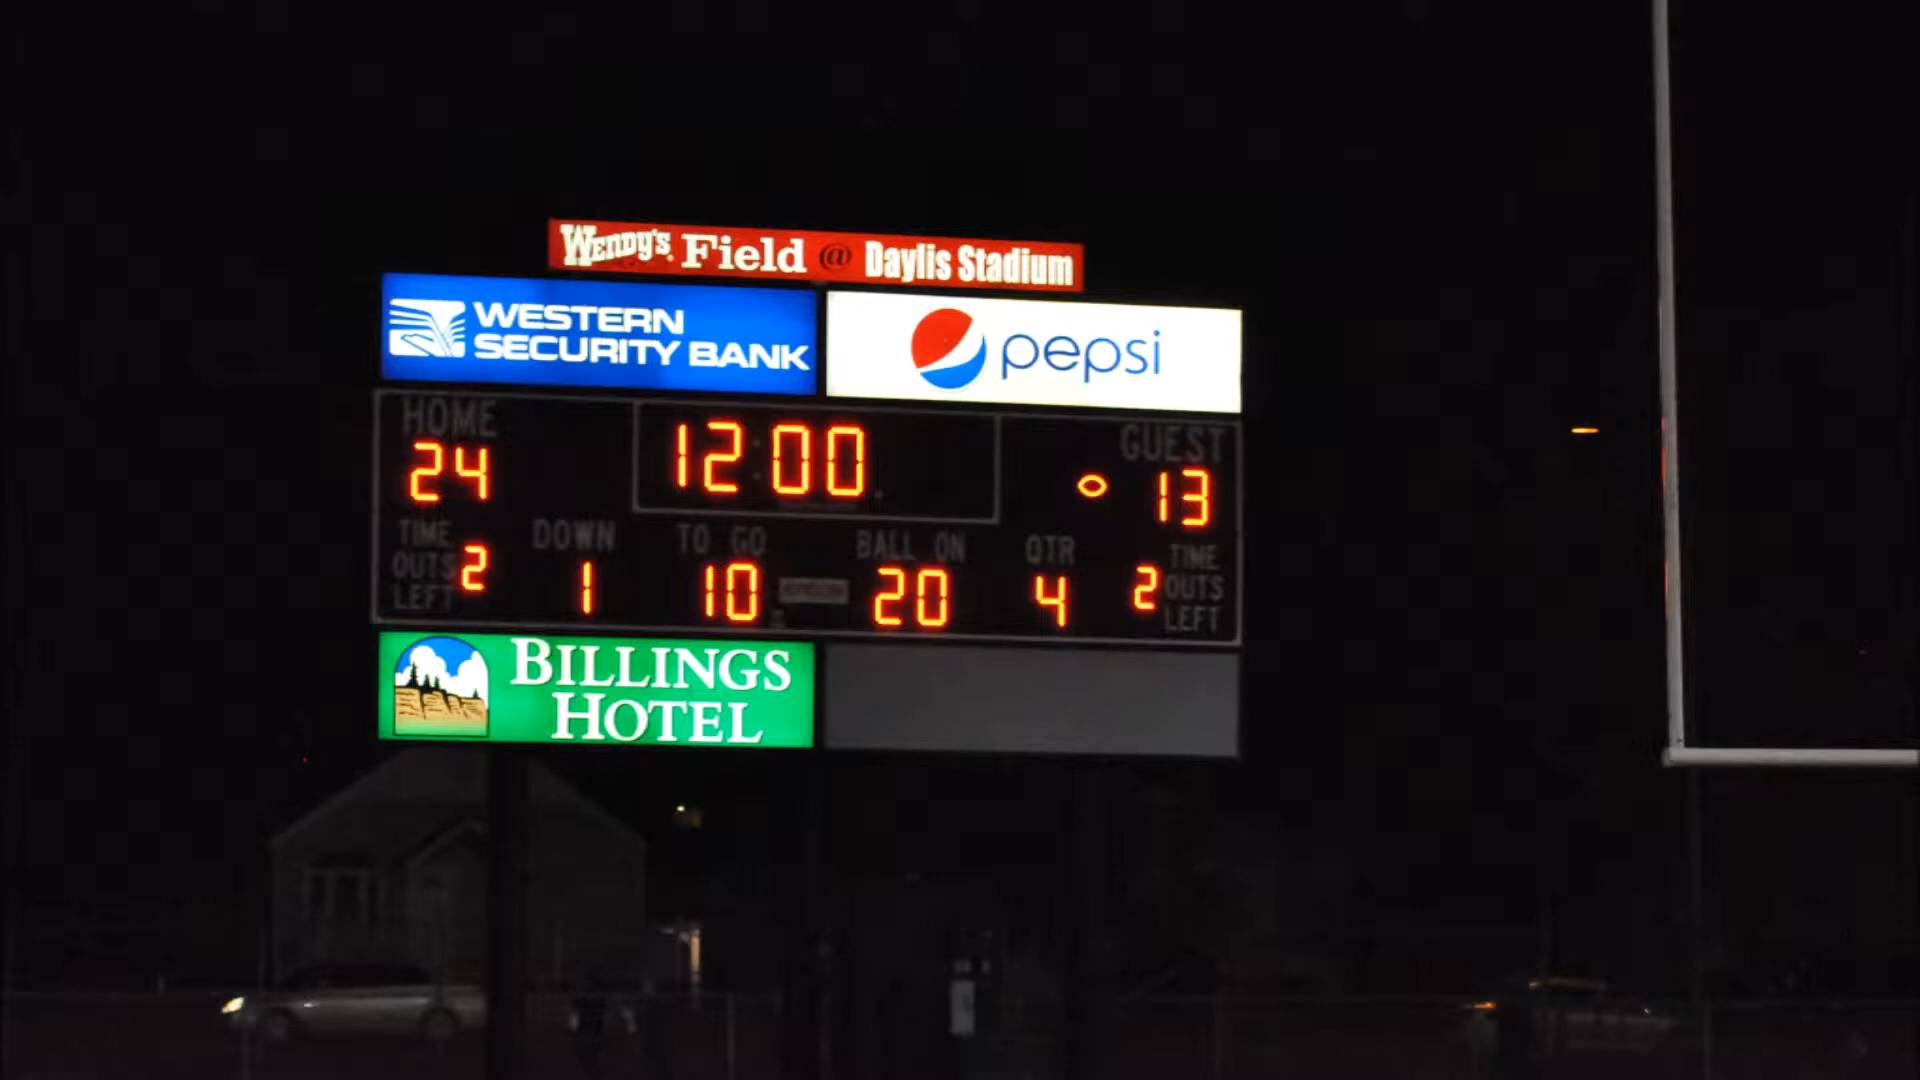 WENDY'S Field @ Daylis Stadium
WESTERN
SECURITY BANK
pepsi
HOME
24
12:00
GUEST
13
TIME
OUTS
LEFT
2
DOWN
1
TO GO
10
BALL ON
20
QTR
4
2
TIME
OUTS
LEFT
BILLINGS
HOTEL